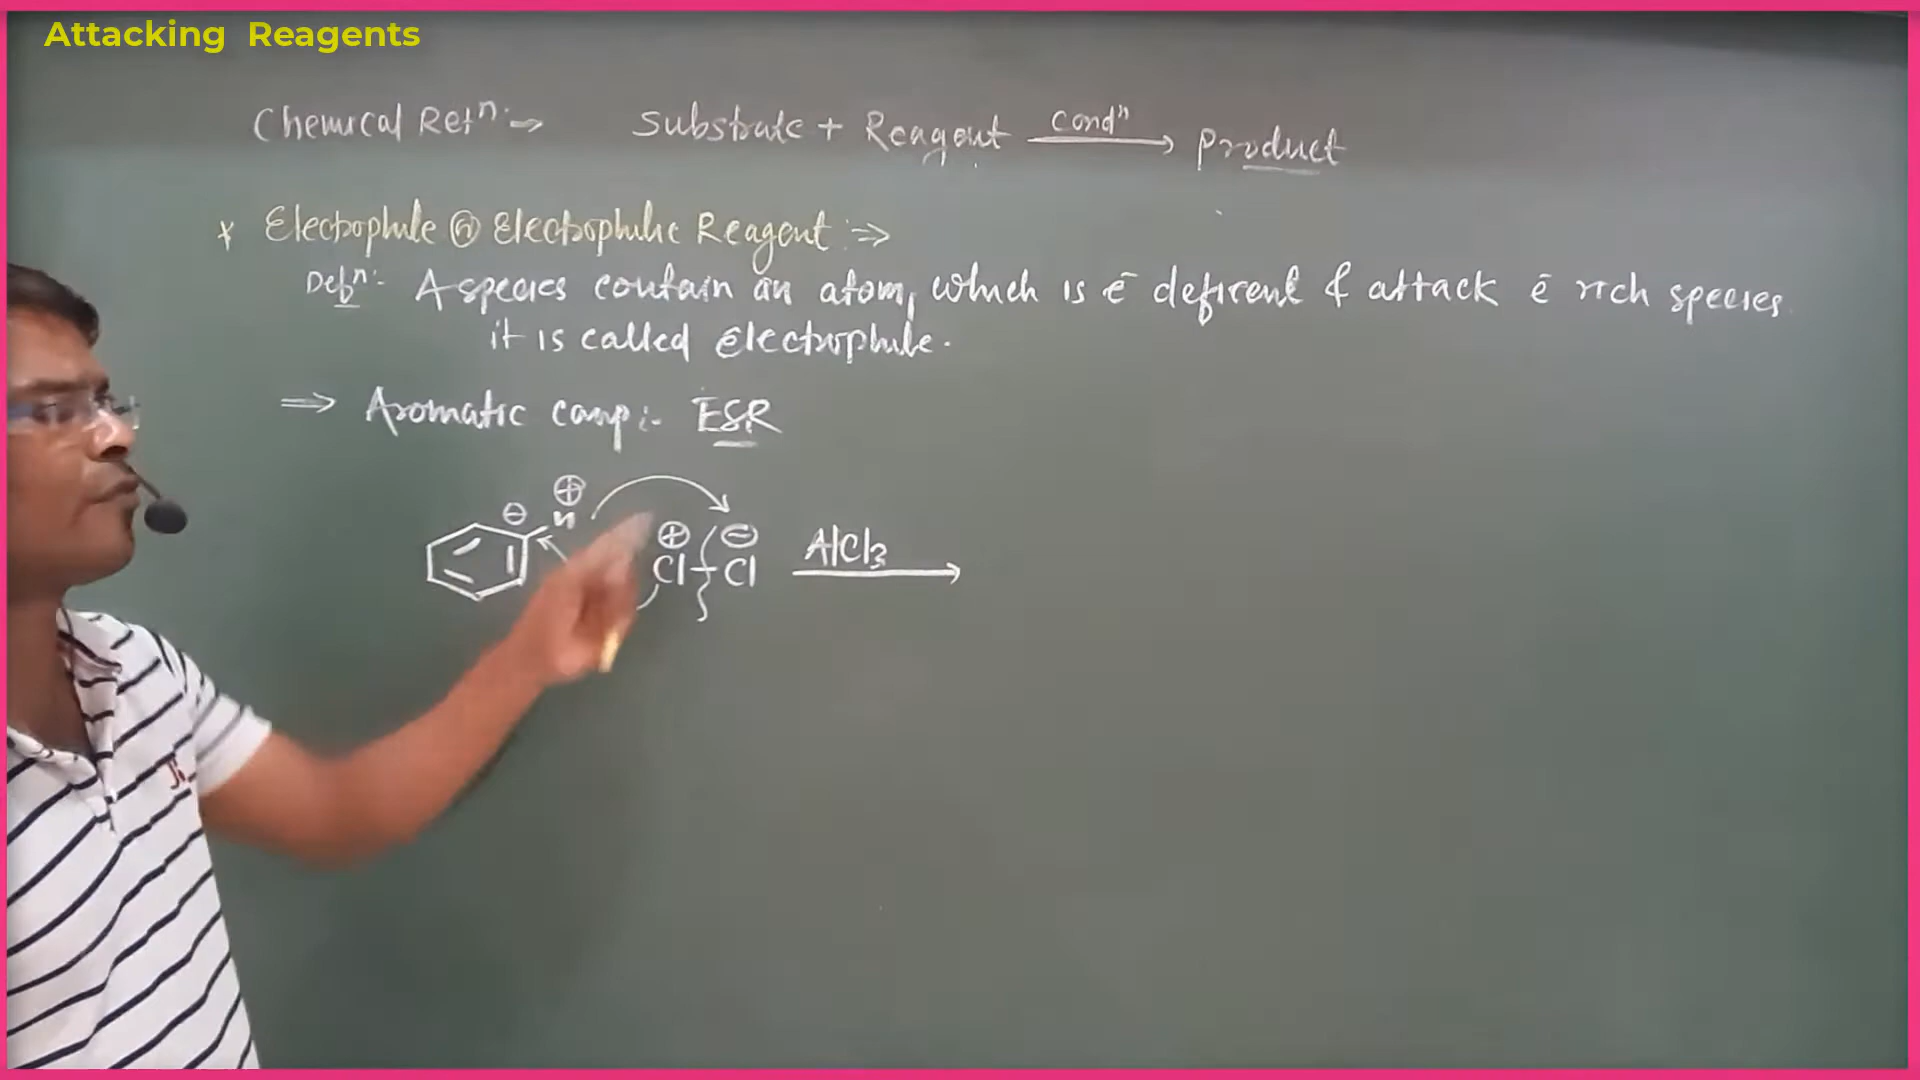 Attacking Reagents
Chemical Retⁿ:→ Substrate + Reagent condⁿ → Product
* Electrophile @ Electrophilic Reagent :⇒
Defⁿ:- A species contain an atom, which is ē deficient & attack ē rich species
it is called electrophile.
⇒ Aromatic comp:- ESR
⊖ H ⊕ Cl ⊕ Cl ⊖ AlCl₃ →